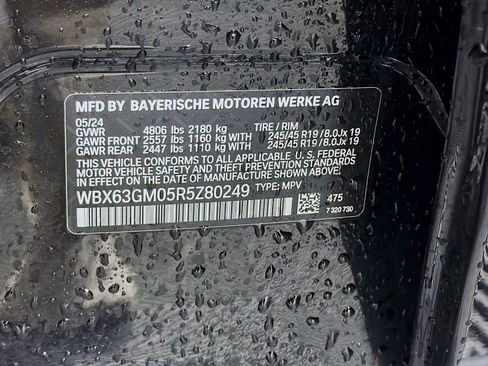 MFD BY BAYERISCHE MOTOREN WERKE AG
05/24
GVWR 4806 lbs 2180 kg TIRE / RIM
GAWR FRONT 2557 lbs 1160 kg WITH 245/45 R19 / 8.0Jx 19
GAWR REAR 2447 lbs 1110 kg WITH 245/45 R19 / 8.0Jx 19
THIS VEHICLE CONFORMS TO ALL APPLICABLE U.S. FEDERAL
MOTOR VEHICLE SAFETY AND THEFT PREVENTION STANDARDS
IN EFFECT ON THE DATE OF MANUFACTURE SHOWN ABOVE.
WBX63GM05R5Z80249 TYPE: MPV 475
7 320 730